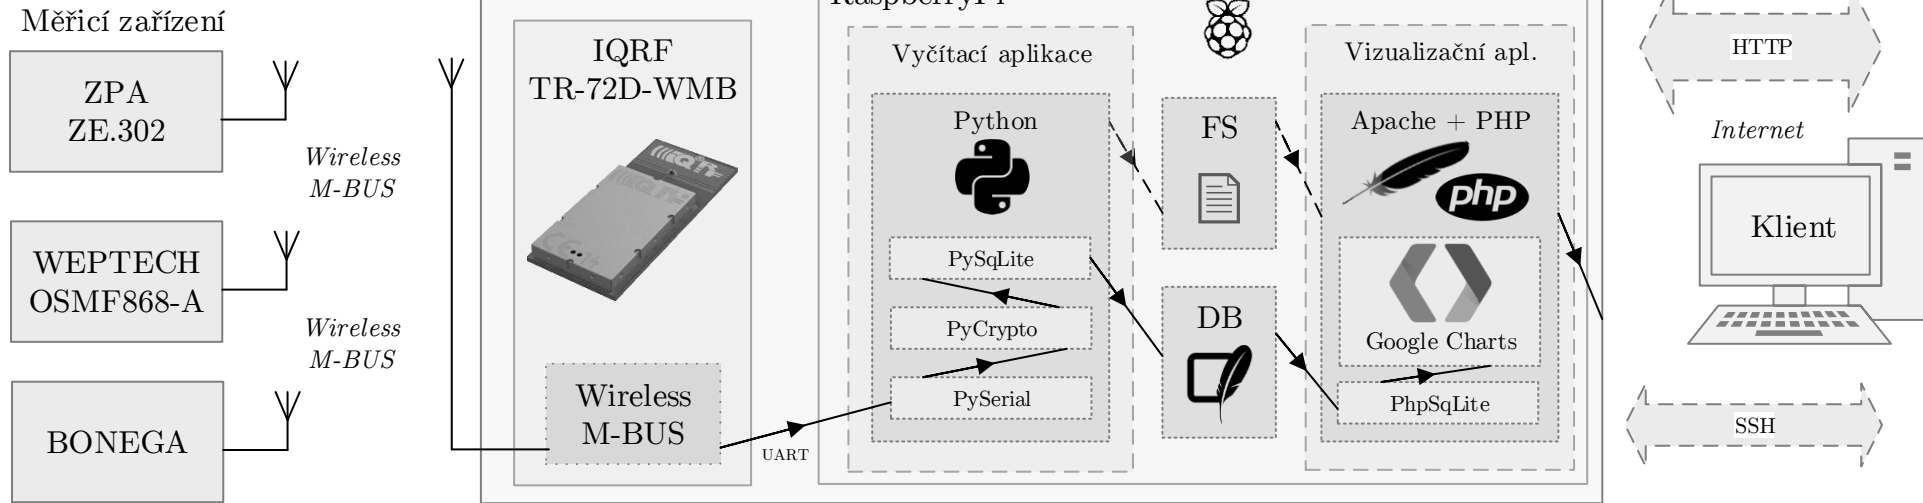 Měřicí zařízení
ZPA
ZE.302
Wireless
M-BUS
WEPTECH
OSMF868-A
Wireless
M-BUS
BONEGA
IQRF
TR-72D-WMB
IQRF
Wireless
M-BUS
UART
Vyčítací aplikace
Python
PySqLite
PyCrypto
PySerial
FS
DB
Vizualizační apl.
Apache + PHP
php
Google Charts
PhpSqLite
HTTP
Internet
Klient
SSH